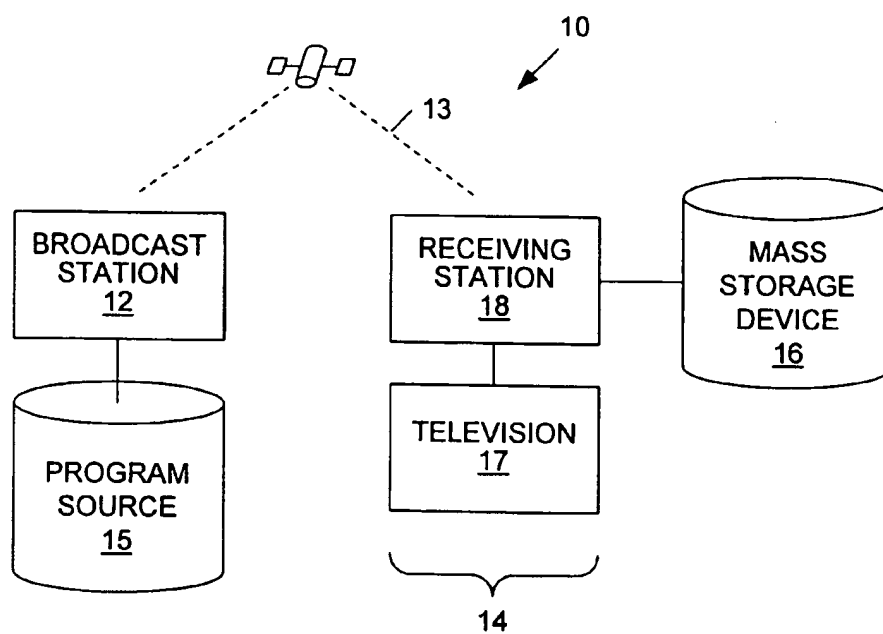 10
13
BROADCAST
STATION
12
RECEIVING
STATION
18
MASS
STORAGE
DEVICE
16
PROGRAM
SOURCE
15
TELEVISION
17
14